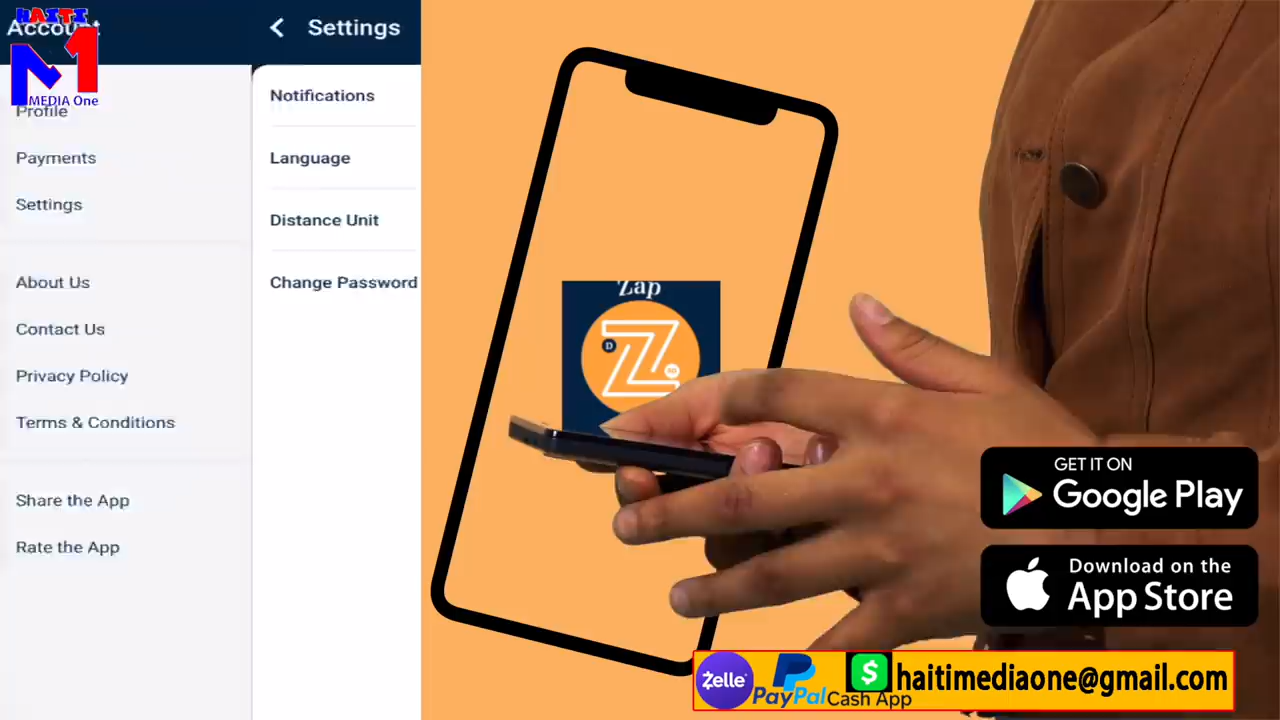 HAITI
M1
MEDIA One
Account
Profile
Payments
Settings
About Us
Contact Us
Privacy Policy
Terms & Conditions
Share the App
Rate the App
Settings
Notifications
Language
Distance Unit
Change Password
Zap
D
Z
GET IT ON
Google Play
Download on the
App Store
Zelle
PayPal
$
Cash App
haitimediaone@gmail.com